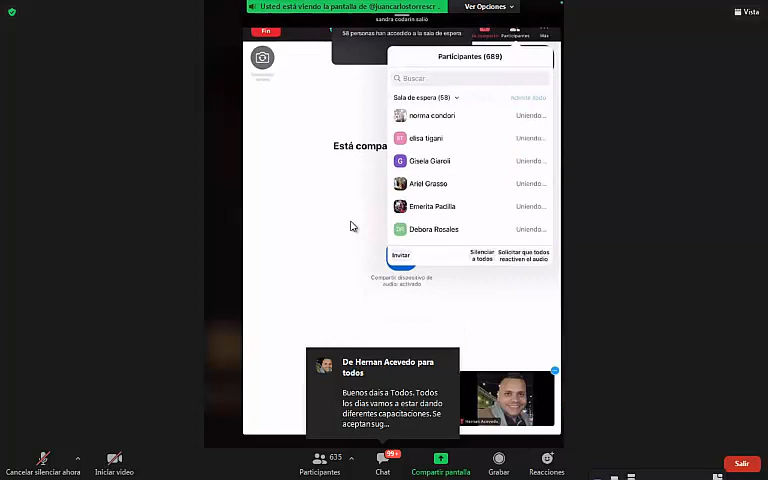 Usted está viendo la pantalla de @juancarlostorrescr...
Ver Opciones
Vista
sandra codarin salió
Fin
58 personas han accedido a la sala de espera
Participantes
Más
Participantes (689)
Buscar
Sala de espera (58)
Admitir todo
norma condori
Uniendo...
elisa tigani
Uniendo...
G
Gisela Giaroli
Uniendo...
Ariel Grasso
Uniendo...
Emerita Padilla
Uniendo...
DR
Debora Rosales
Uniendo...
Está compa
Invitar
Silenciar a todos
Solicitar que todos reactiven el audio
Compartir dispositivo de
audio: activado
De Hernan Acevedo para
todos
Buenos dais a Todos. Todos
los dias vamos a estar dando
diferentes capacitaciones. Se
aceptan sug...
Hernan Acevedo
Cancelar silenciar ahora
Iniciar video
635
Participantes
99+
Chat
Compartir pantalla
Grabar
Reacciones
Salir